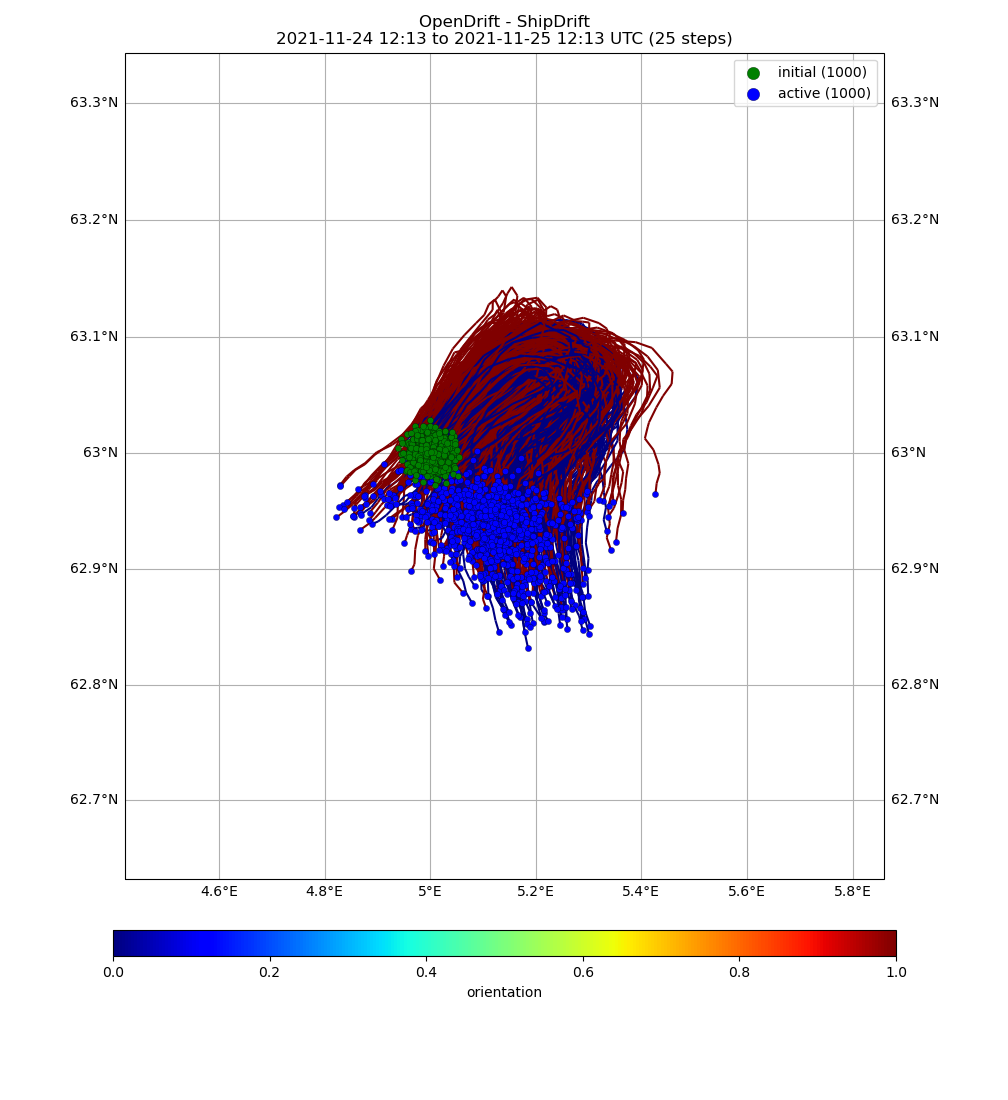 OpenDrift - ShipDrift
2021-11-24 12:13 to 2021-11-25 12:13 UTC (25 steps)
initial (1000)
active (1000)
63.3°N 63.3°N
63.2°N 63.2°N
63.1°N 63.1°N
63°N 63°N
62.9°N 62.9°N
62.8°N 62.8°N
62.7°N 62.7°N
4.6°E 4.8°E 5°E 5.2°E 5.4°E 5.6°E 5.8°E
0.0 0.2 0.4 0.6 0.8 1.0
orientation